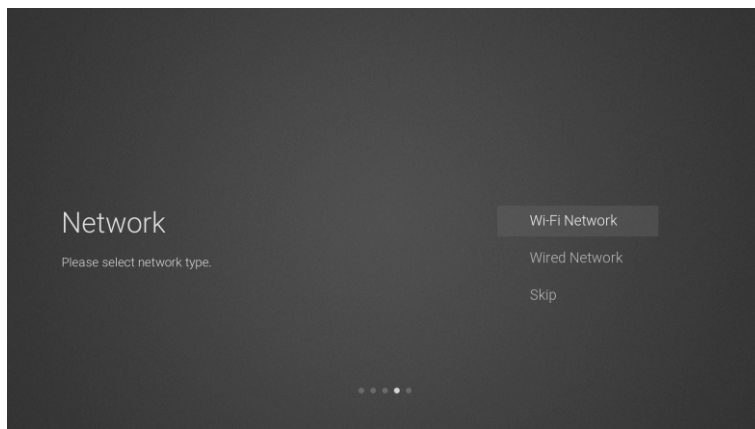 Network
Please select network type.
Wi-Fi Network
Wired Network
Skip